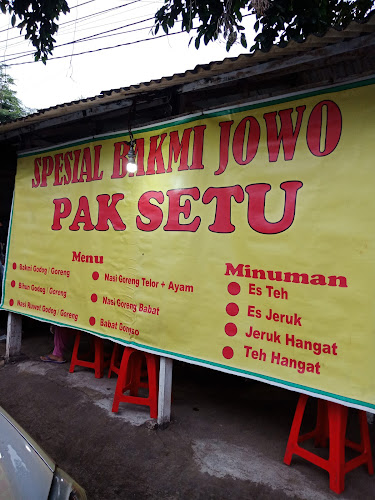 SPESIAL BAKMI JOWO
PAK SETU
Menu
Bakmi Godog / Goreng
Bihun Godog / Goreng
Nasi Ruwet Godog / Goreng
Nasi Goreng Telor + Ayam
Nasi Goreng Babat
Babat Gongso
Minuman
Es Teh
Es Jeruk
Jeruk Hangat
Teh Hangat